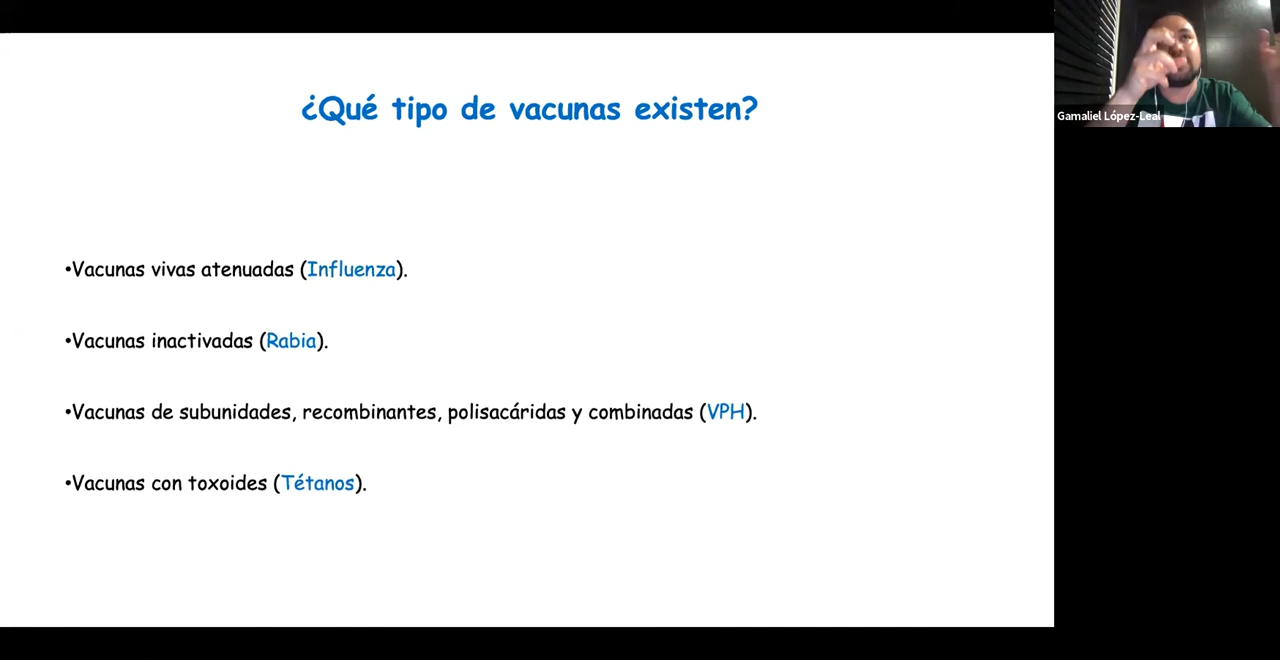 ¿Qué tipo de vacunas existen?
•Vacunas vivas atenuadas (Influenza).
•Vacunas inactivadas (Rabia).
•Vacunas de subunidades, recombinantes, polisacáridas y combinadas (VPH).
•Vacunas con toxoides (Tétanos).
Gamaliel López-Leal